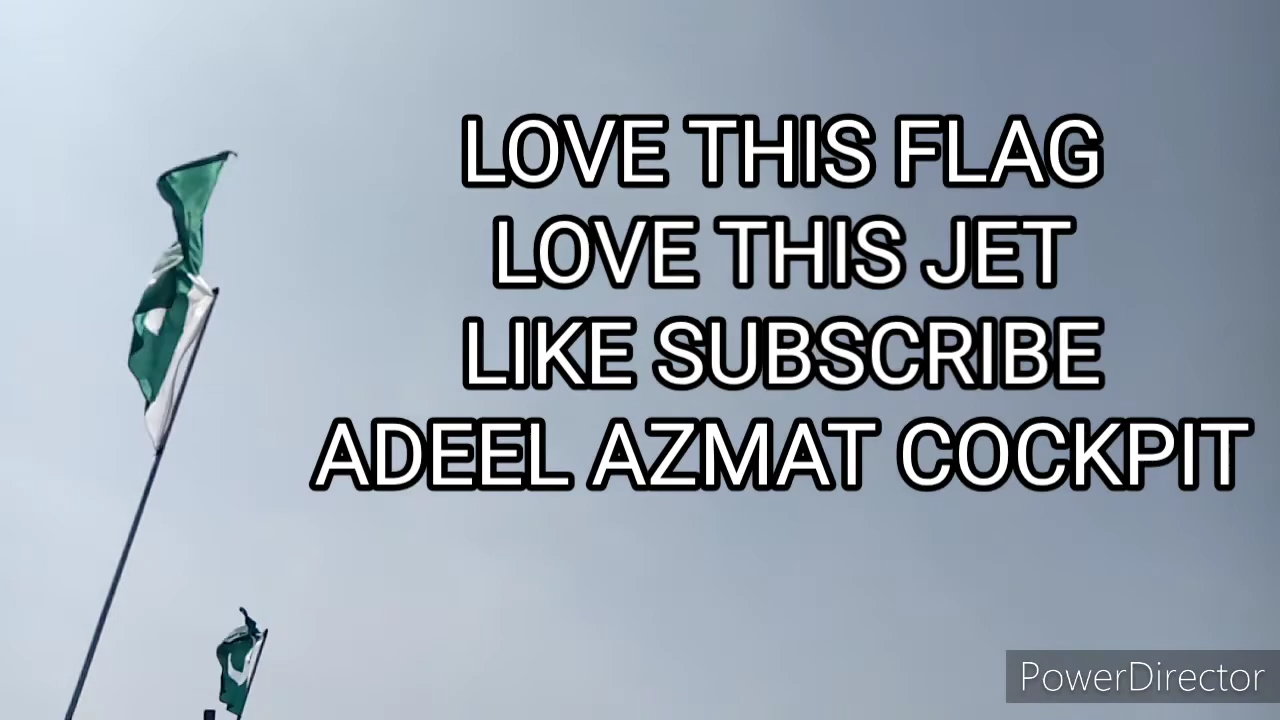 LOVE THIS FLAG
LOVE THIS JET
LIKE SUBSCRIBE
ADEEL AZMAT COCKPIT
PowerDirector